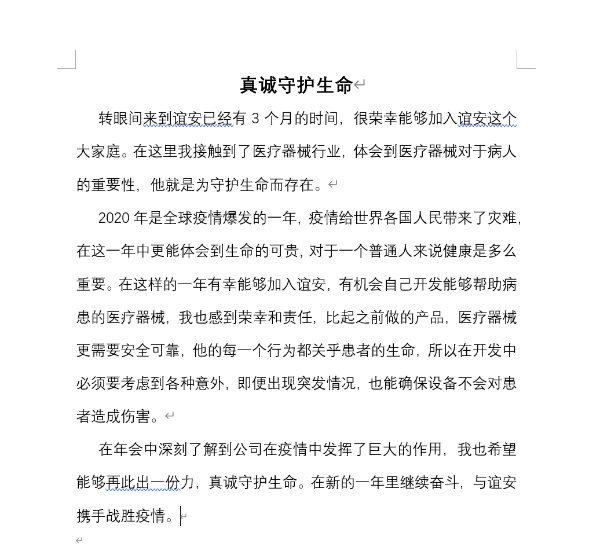 真诚守护生命
转眼间来到谊安已经有 3 个月的时间，很荣幸能够加入谊安这个
大家庭。在这里我接触到了医疗器械行业，体会到医疗器械对于病人
的重要性，他就是为守护生命而存在。
2020 年是全球疫情爆发的一年，疫情给世界各国人民带来了灾难，
在这一年中更能体会到生命的可贵，对于一个普通人来说健康是多么
重要。在这样的一年有幸能够加入谊安，有机会自己开发能够帮助病
患的医疗器械，我也感到荣幸和责任，比起之前做的产品，医疗器械
更需要安全可靠，他的每一个行为都关乎患者的生命，所以在开发中
必须要考虑到各种意外，即便出现突发情况，也能确保设备不会对患
者造成伤害。
在年会中深刻了解到公司在疫情中发挥了巨大的作用，我也希望
能够再此出一份力，真诚守护生命。在新的一年里继续奋斗，与谊安
携手战胜疫情。